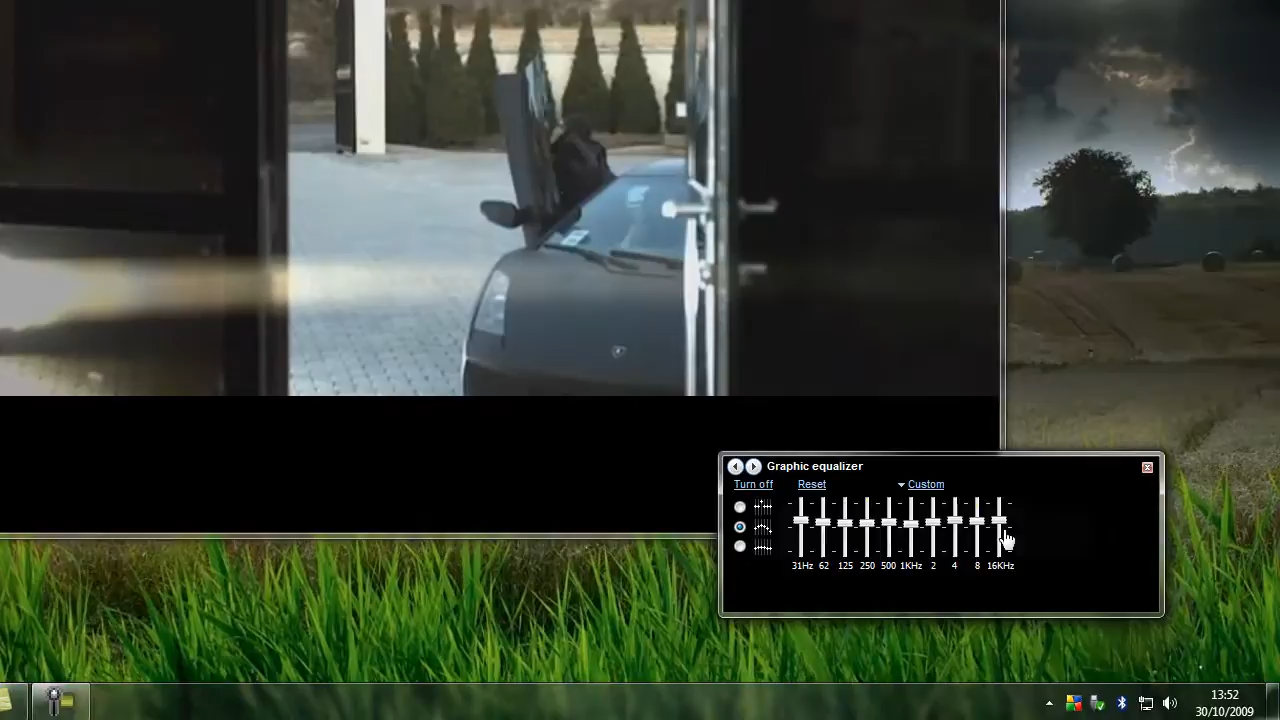 Graphic equalizer
Turn off Reset Custom
31Hz 62 125 250 500 1KHz 2 4 8 16KHz
13:52
30/10/2009